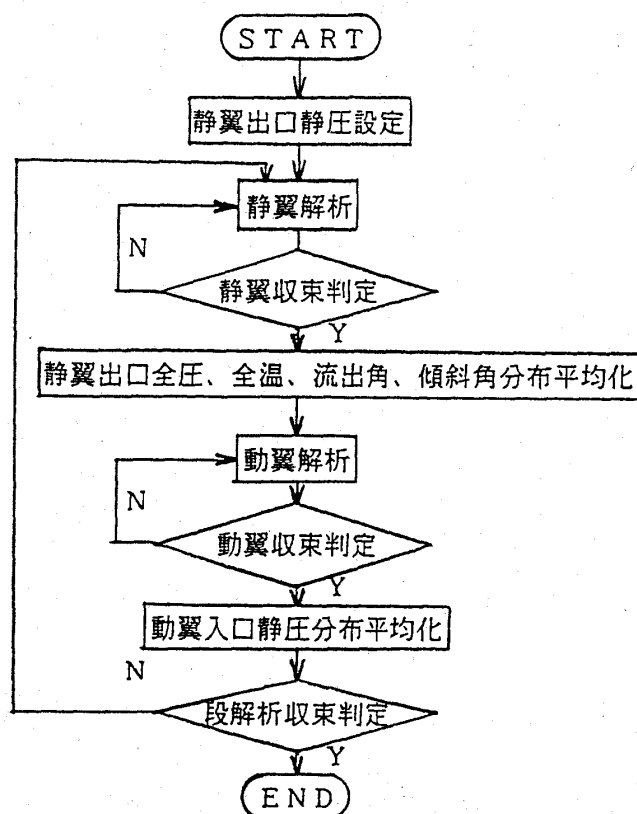 START
静翼出口静圧設定
静翼解析
N
静翼収束判定
Y
静翼出口全圧、全温、流出角、傾斜角分布平均化
動翼解析
N
動翼収束判定
Y
動翼入口静圧分布平均化
N
段解析収束判定
Y
END